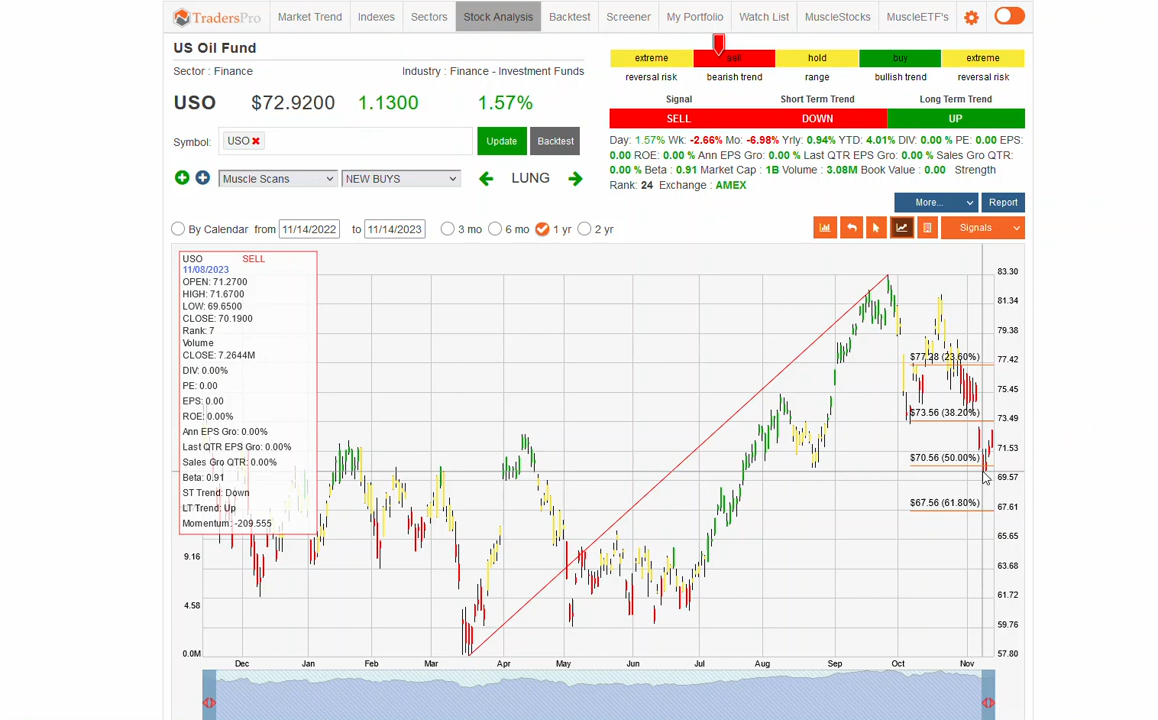 TradersPro Market Trend Indexes Sectors Stock Analysis Backtest Screener My Portfolio Watch List MuscleStocks MuscleETF's
US Oil Fund
Sector : Finance Industry : Finance - Investment Funds
USO $72.9200 1.1300 1.57%
Symbol: USO Update Backtest
Muscle Scans NEW BUYS LUNG
extreme sell hold buy extreme
reversal risk bearish trend range bullish trend reversal risk
Signal Short Term Trend Long Term Trend
SELL DOWN UP
Day: 1.57% Wk: -2.66% Mo: -6.98% Yrly: 0.94% YTD: 4.01% DIV: 0.00 % PE: 0.00 EPS:
0.00 ROE: 0.00 % Ann EPS Gro: 0.00 % Last QTR EPS Gro: 0.00 % Sales Gro QTR:
0.00 % Beta : 0.91 Market Cap : 1B Volume : 3.08M Book Value : 0.00 Strength
Rank: 24 Exchange : AMEX
More... Report
By Calendar from 11/14/2022 to 11/14/2023 3 mo 6 mo 1 yr 2 yr Signals
USO SELL
11/08/2023
OPEN: 71.2700
HIGH: 71.6700
LOW: 69.6500
CLOSE: 70.1900
Rank: 7
Volume
CLOSE: 7.2644M
DIV: 0.00%
PE: 0.00
EPS: 0.00
ROE: 0.00%
Ann EPS Gro: 0.00%
Last QTR EPS Gro: 0.00%
Sales Gro QTR: 0.00%
Beta: 0.91
ST Trend: Down
LT Trend: Up
Momentum: -209.555
9.16
4.58
0.0M
$77.28 (23.60%)
$73.56 (38.20%)
$70.56 (50.00%)
$67.56 (61.80%)
83.30
81.34
79.38
77.42
75.45
73.49
71.53
69.57
67.61
65.65
63.68
61.72
59.76
57.80
Dec Jan Feb Mar Apr May Jun Jul Aug Sep Oct Nov